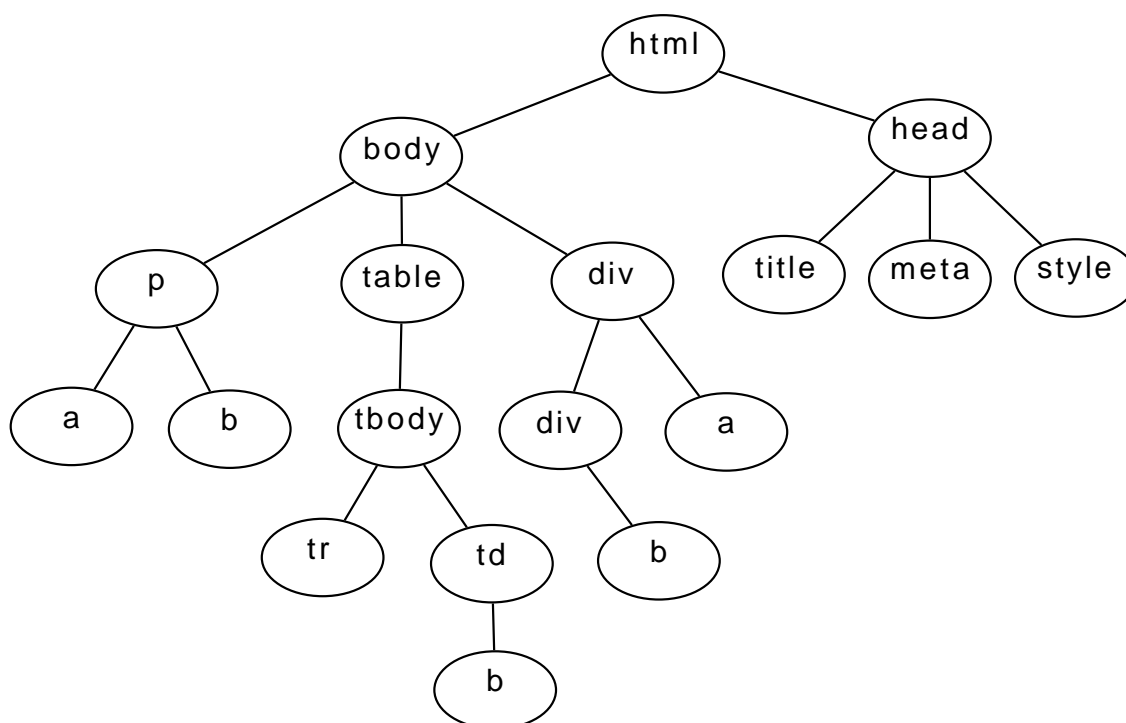 html
body
head
p
table
div
title
meta
style
a
b
tbody
div
a
tr
td
b
b